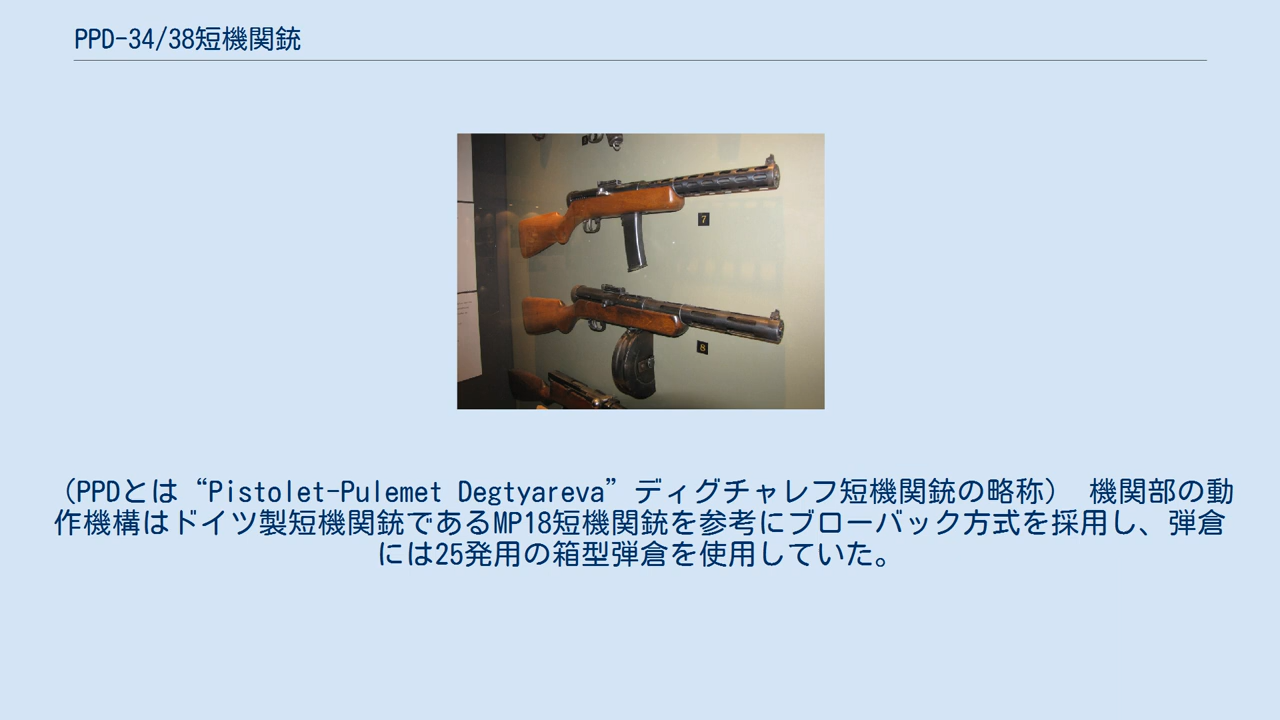 PPD-34/38短機関銃
7
8
（PPDとは“Pistolet-Pulemet Degtyareva”ディグチャレフ短機関銃の略称）　機関部の動
作機構はドイツ製短機関銃であるMP18短機関銃を参考にブローバック方式を採用し、弾倉
には25発用の箱型弾倉を使用していた。